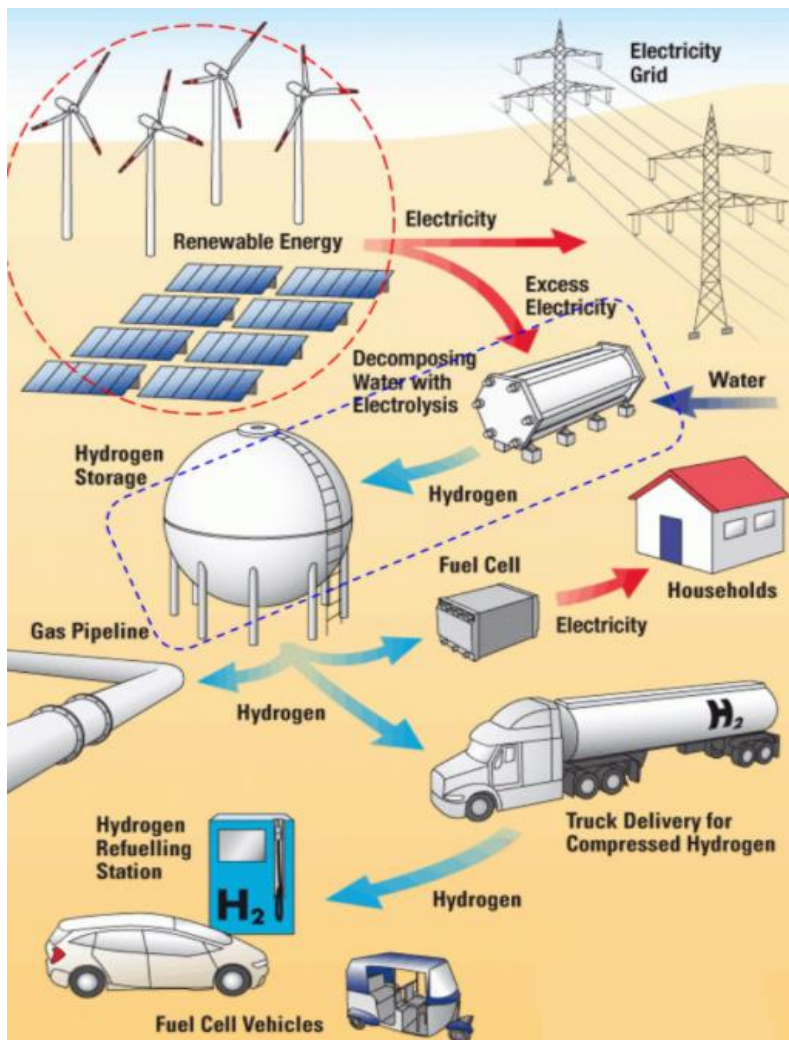 Electricity
Grid
Electricity
Renewable Energy
Excess
Electricity
Decomposing
Water with
Electrolysis
Water
Hydrogen
Storage
Hydrogen
Fuel Cell
Households
Electricity
Gas Pipeline
Hydrogen
H2
Truck Delivery for
Compressed Hydrogen
Hydrogen
Refuelling
Station
H2
Hydrogen
Fuel Cell Vehicles